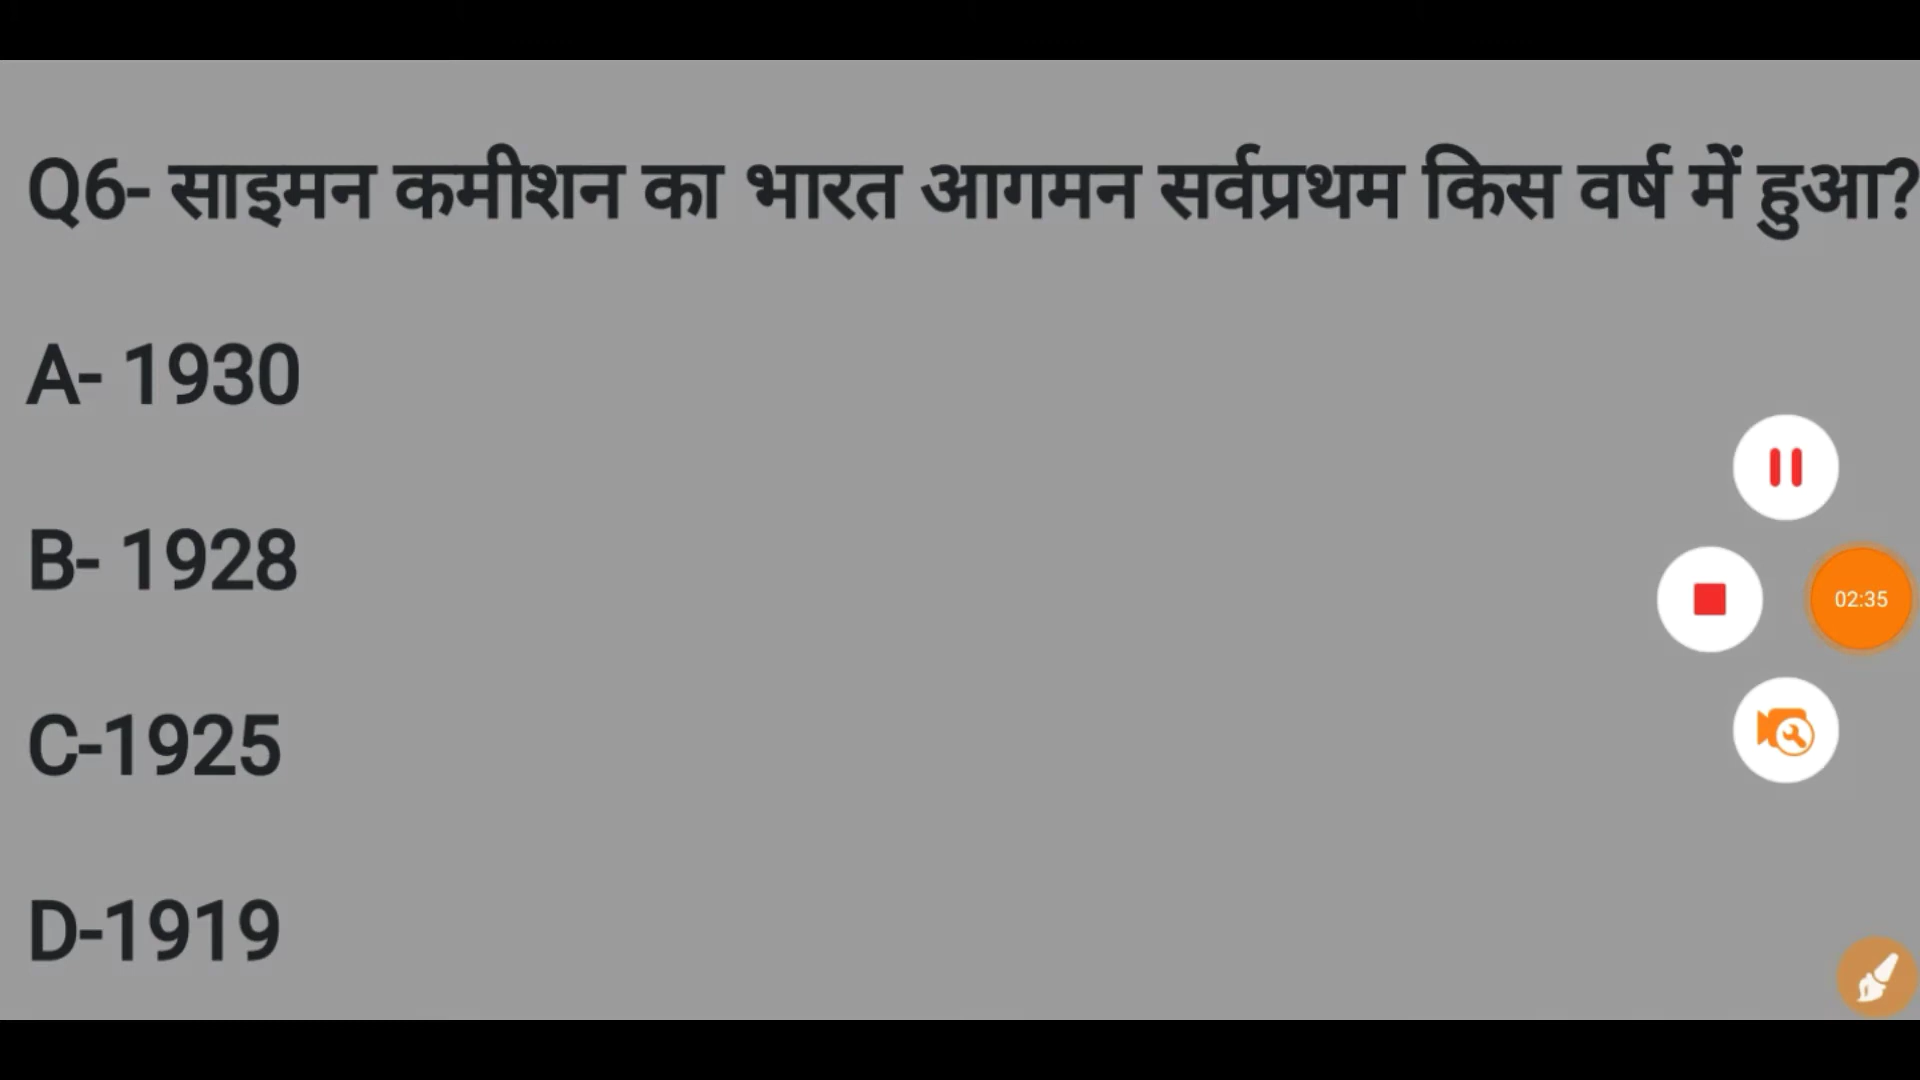 Q6- साइमन कमीशन का भारत आगमन सर्वप्रथम किस वर्ष में हुआ?
A- 1930
B- 1928
02:35
C-1925
D-1919